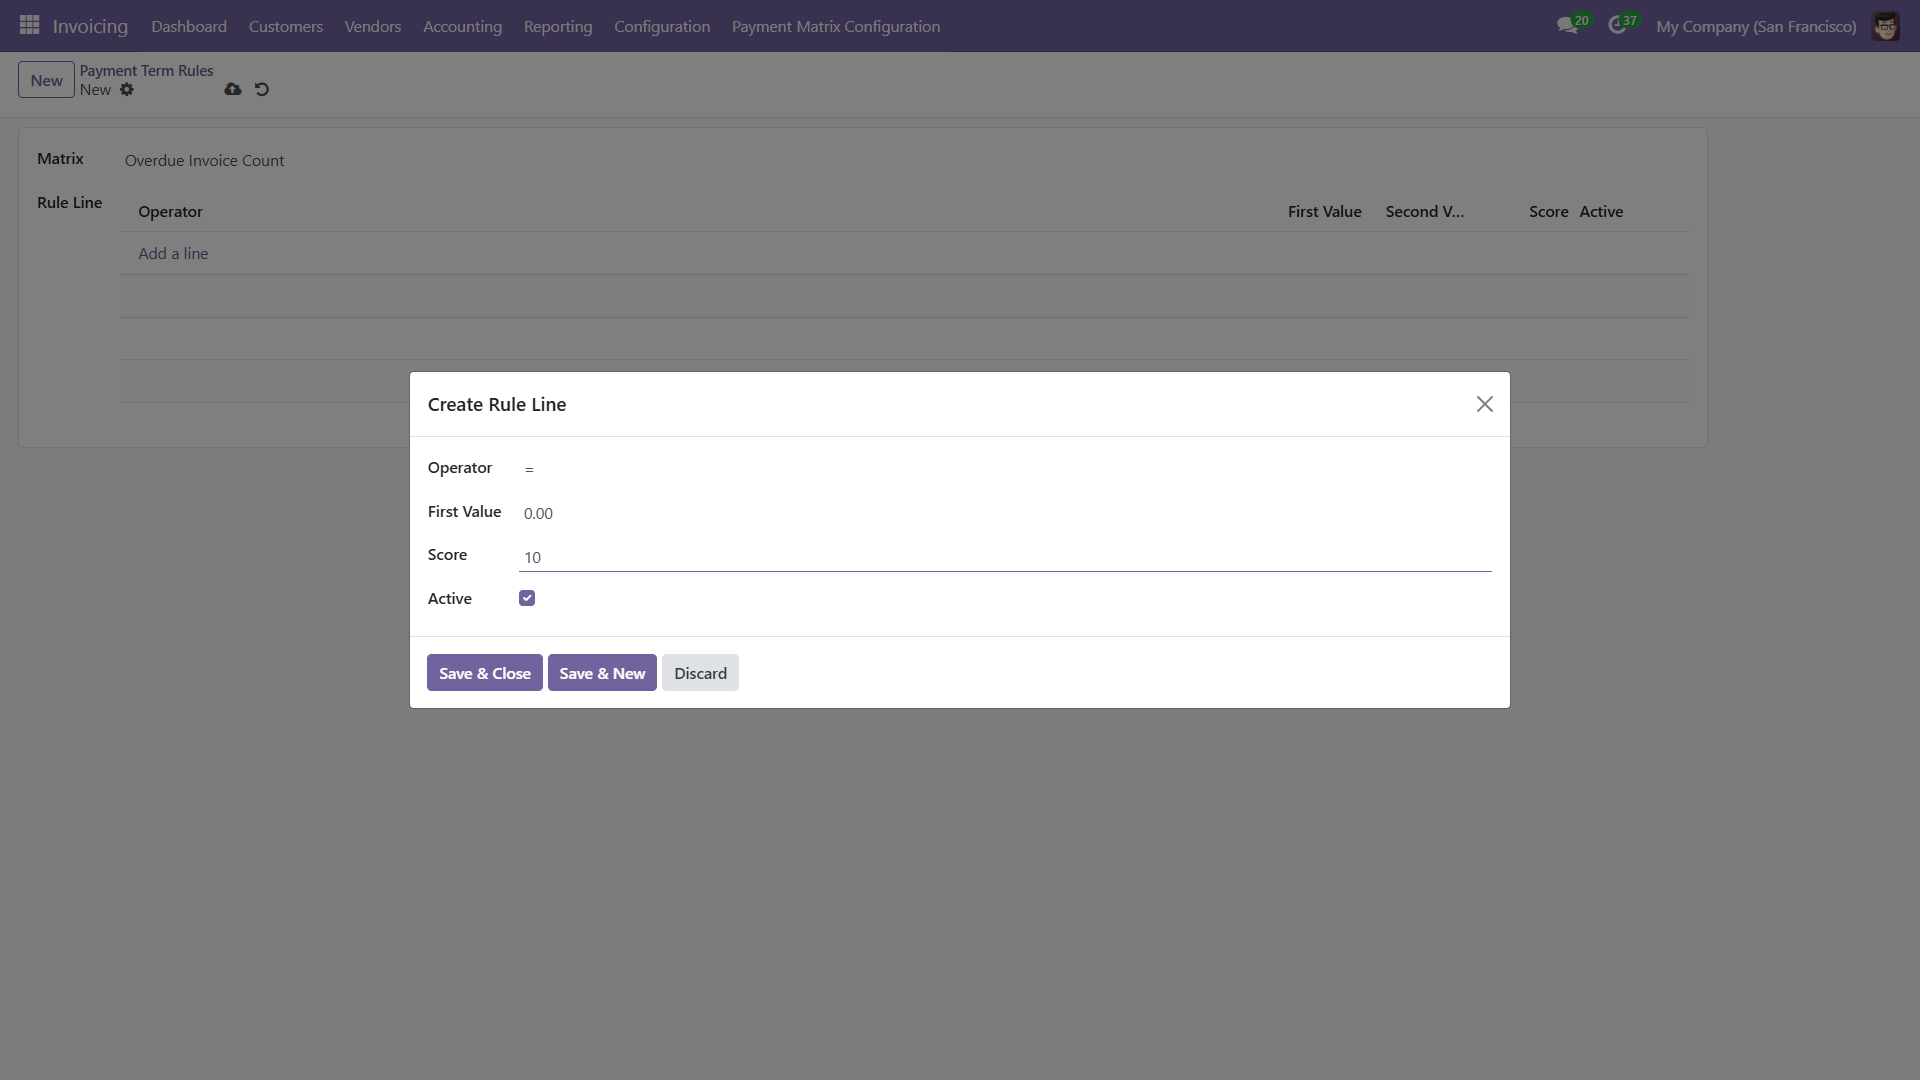 Invoicing Dashboard Customers Vendors Accounting Reporting Configuration Payment Matrix Configuration 20 37 My Company (San Francisco)
New Payment Term Rules
New
Matrix Overdue Invoice Count
Rule Line
Operator First Value Second V... Score Active
Add a line
Create Rule Line
Operator =
First Value 0.00
Score 10
Active
Save & Close Save & New Discard